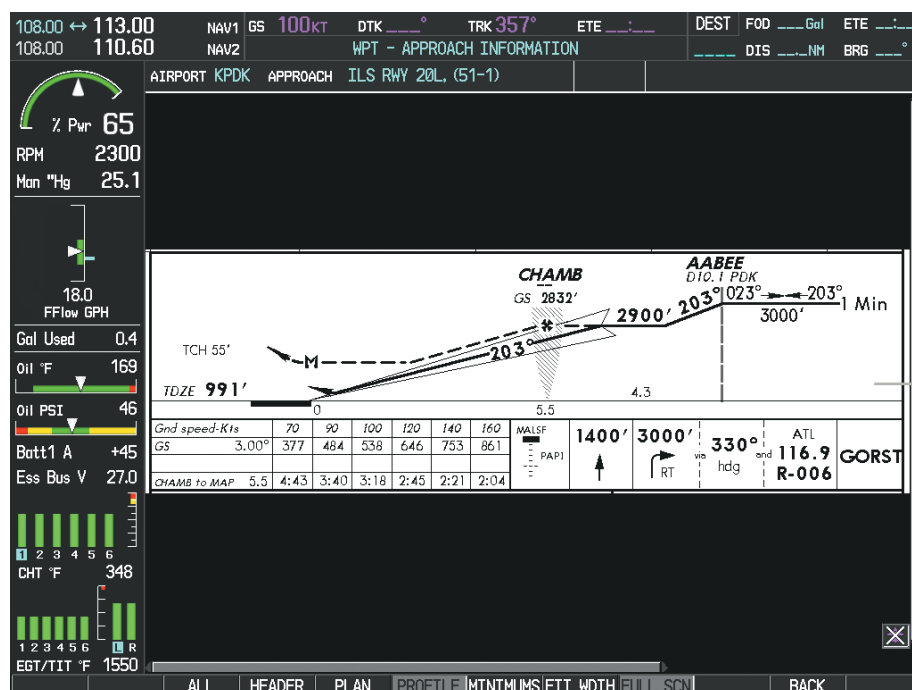 108.00 ↔ 113.00 NAV1 GS 100KT DTK ___° TRK 357° ETE __:__ DEST FOD ___Gal ETE __:__
108.00 110.60 NAV2 WPT - APPROACH INFORMATION ____ DIS __._NM BRG ___°
AIRPORT KPDK APPROACH ILS RWY 20L, (51-1)
% Pwr 65
RPM 2300
Man "Hg 25.1
18.0
FFlow GPH
Gal Used 0.4
Oil °F 169
Oil PSI 46
Batt1 A +45
Ess Bus V 27.0
1 2 3 4 5 6
CHT °F 348
1 2 3 4 5 6 L R
EGT/TIT °F 1550
CHAMB
GS 2832'
AABEE
D10.1 PDK
2900' 203° 023° 203° 1 Min
3000'
TCH 55'
M
203°
TDZE 991'
0 5.5 4.3
Gnd speed-Kts 70 90 100 120 140 160
GS 3.00° 377 484 538 646 753 861
CHAMB to MAP 5.5 4:43 3:40 3:18 2:45 2:21 2:04
MALSF
PAPI
1400'
3000'
RT
via 330° hdg
and ATL 116.9 R-006
GORST
ALL HEADER PLAN PROFILE MINIMUMS FIT WDTH FULL SCN BACK